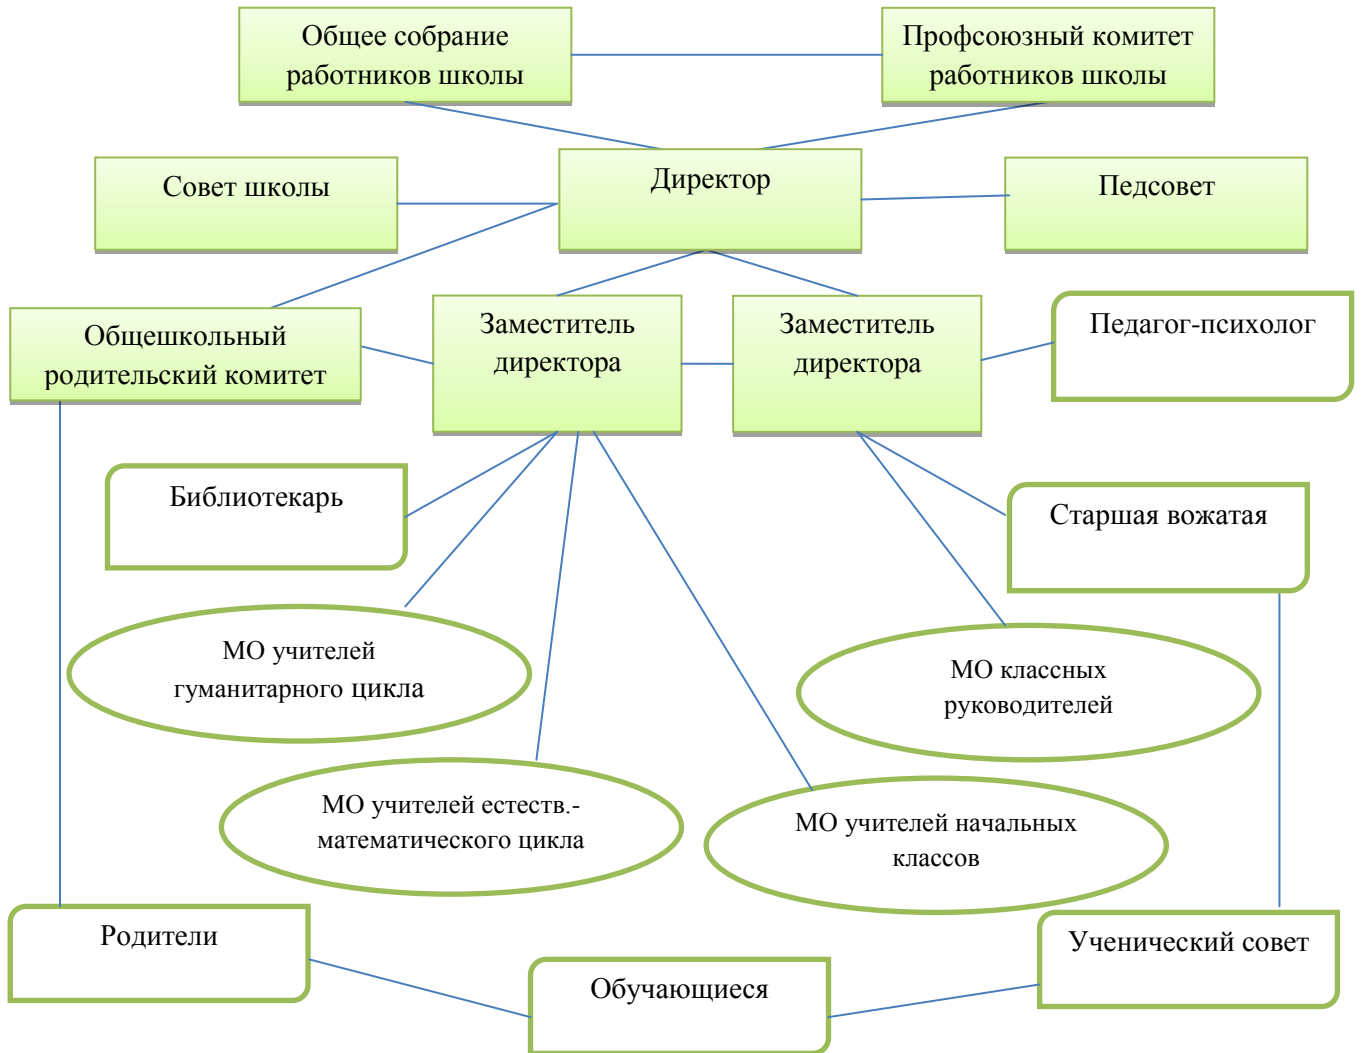 Общее собрание
работников школы
Профсоюзный комитет
работников школы
Совет школы
Директор
Педсовет
Общешкольный
родительский комитет
Заместитель
директора
Заместитель
директора
Педагог-психолог
Библиотекарь
Старшая вожатая
МО учителей
гуманитарного цикла
МО классных
руководителей
МО учителей естеств.-
математического цикла
МО учителей начальных
классов
Родители
Обучающиеся
Ученический совет